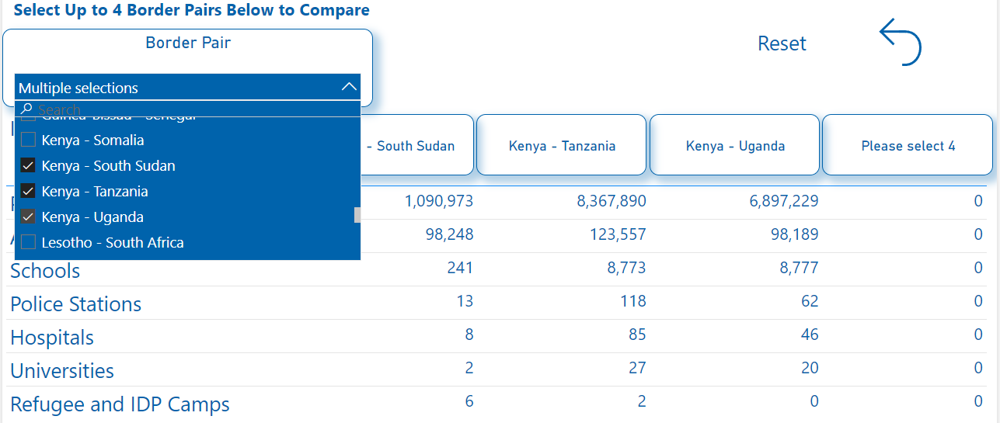 Select Up to 4 Border Pairs Below to Compare
Border Pair
Reset
Multiple selections
Search
Guinea-Bissau - Senegal
Kenya - Somalia
Kenya - South Sudan
Kenya - Tanzania
Kenya - Uganda
Lesotho - South Africa
- South Sudan Kenya - Tanzania Kenya - Uganda Please select 4
1,090,973 8,367,890 6,897,229 0
98,248 123,557 98,189 0
Schools 241 8,773 8,777 0
Police Stations 13 118 62 0
Hospitals 8 85 46 0
Universities 2 27 20 0
Refugee and IDP Camps 6 2 0 0